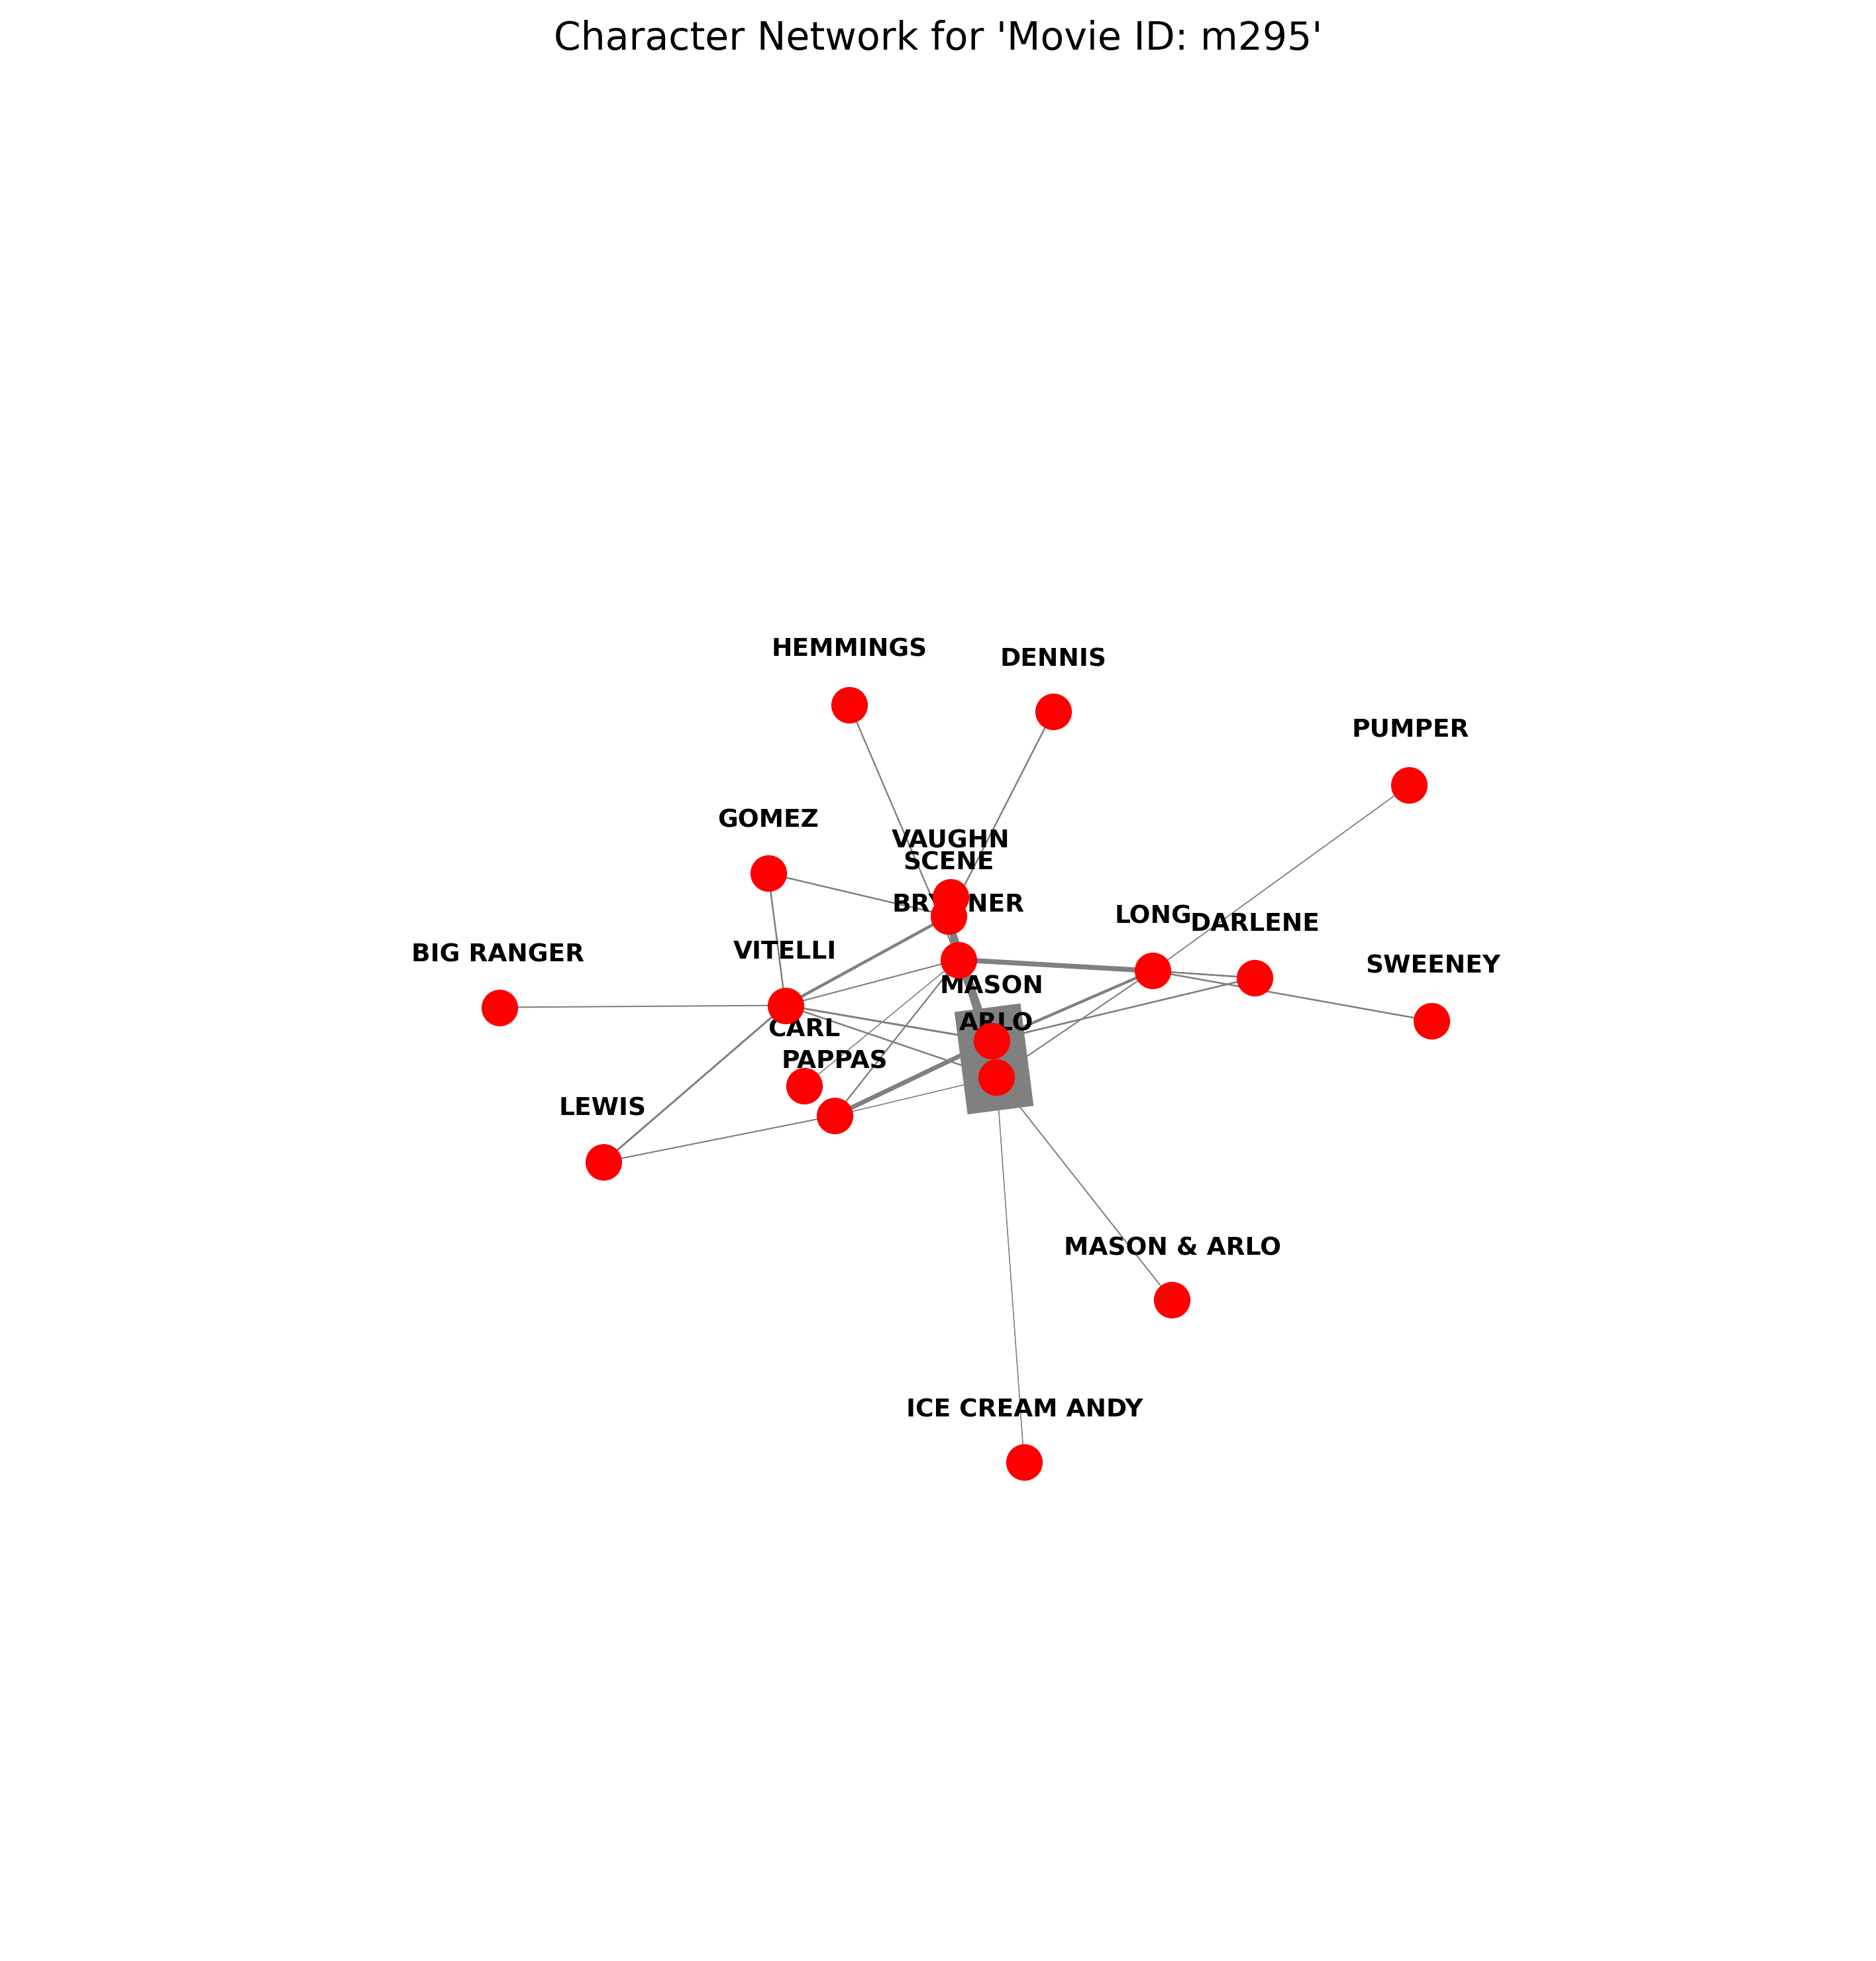 Character Network for 'Movie ID: m295'
HEMMINGS
DENNIS
PUMPER
GOMEZ
VAUGHN
SCENE
BRYNNER
LONG
DARLENE
VITELLI
BIG RANGER
SWEENEY
MASON
ARLO
CARL
PAPPAS
LEWIS
MASON & ARLO
ICE CREAM ANDY